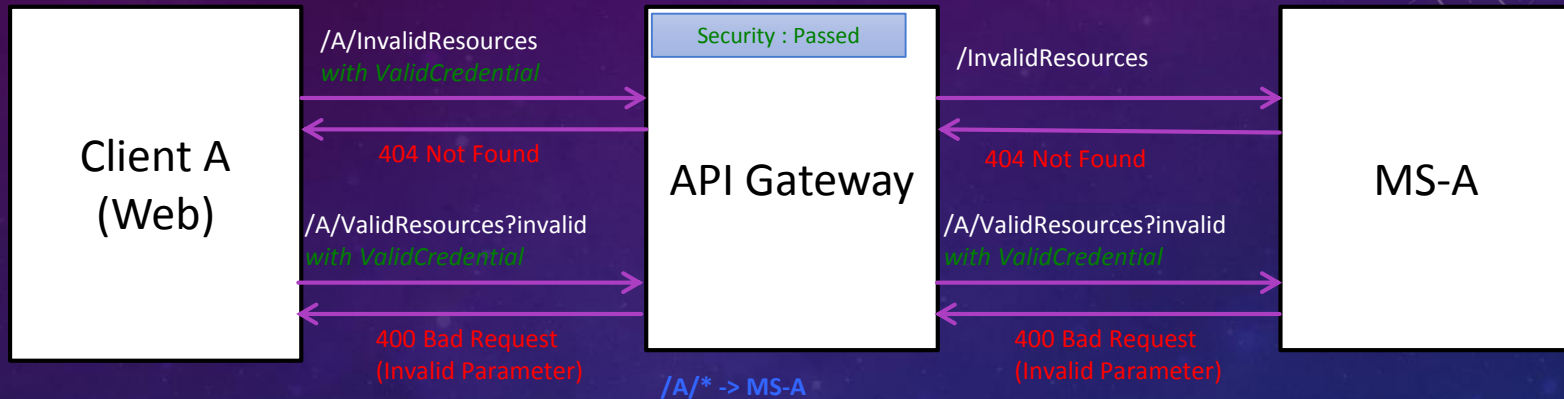 /A/InvalidResources
with ValidCredential
Security : Passed
/InvalidResources
404 Not Found
404 Not Found
Client A
(Web)
API Gateway
MS-A
/A/ValidResources?invalid
with ValidCredential
/A/ValidResources?invalid
with ValidCredential
400 Bad Request
(Invalid Parameter)
400 Bad Request
(Invalid Parameter)
/A/* -> MS-A